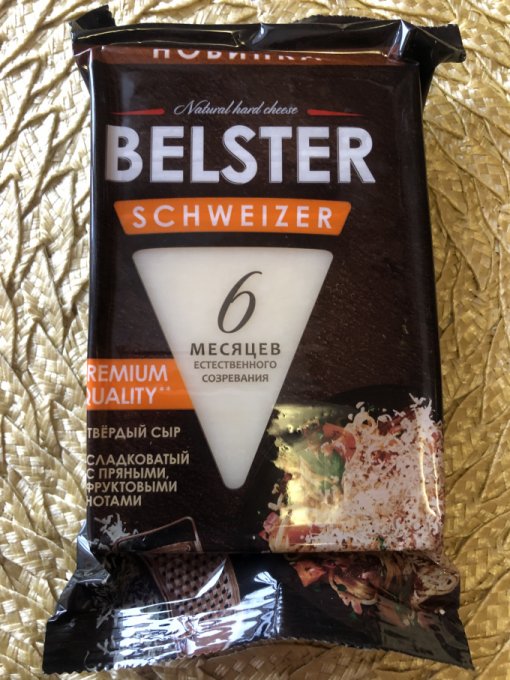 НОВИНКА
Natural hard cheese
BELSTER
SCHWEIZER
6
МЕСЯЦЕВ
ЕСТЕСТВЕННОГО
СОЗРЕВАНИЯ
REMIUM
QUALITY**
ТВЁРДЫЙ СЫР
СЛАДКОВАТЫЙ
С ПРЯНЫМИ,
ФРУКТОВЫМИ
НОТАМИ